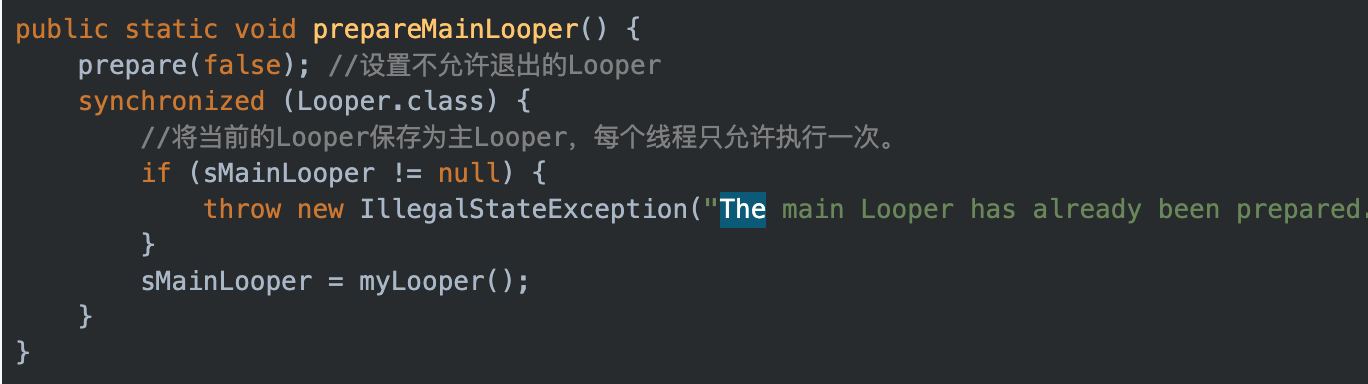 public static void prepareMainLooper() {
prepare(false); //设置不允许退出的Looper
synchronized (Looper.class) {
//将当前的Looper保存为主Looper，每个线程只允许执行一次。
if (sMainLooper != null) {
throw new IllegalStateException("The main Looper has already been prepared.
}
sMainLooper = myLooper();
}
}